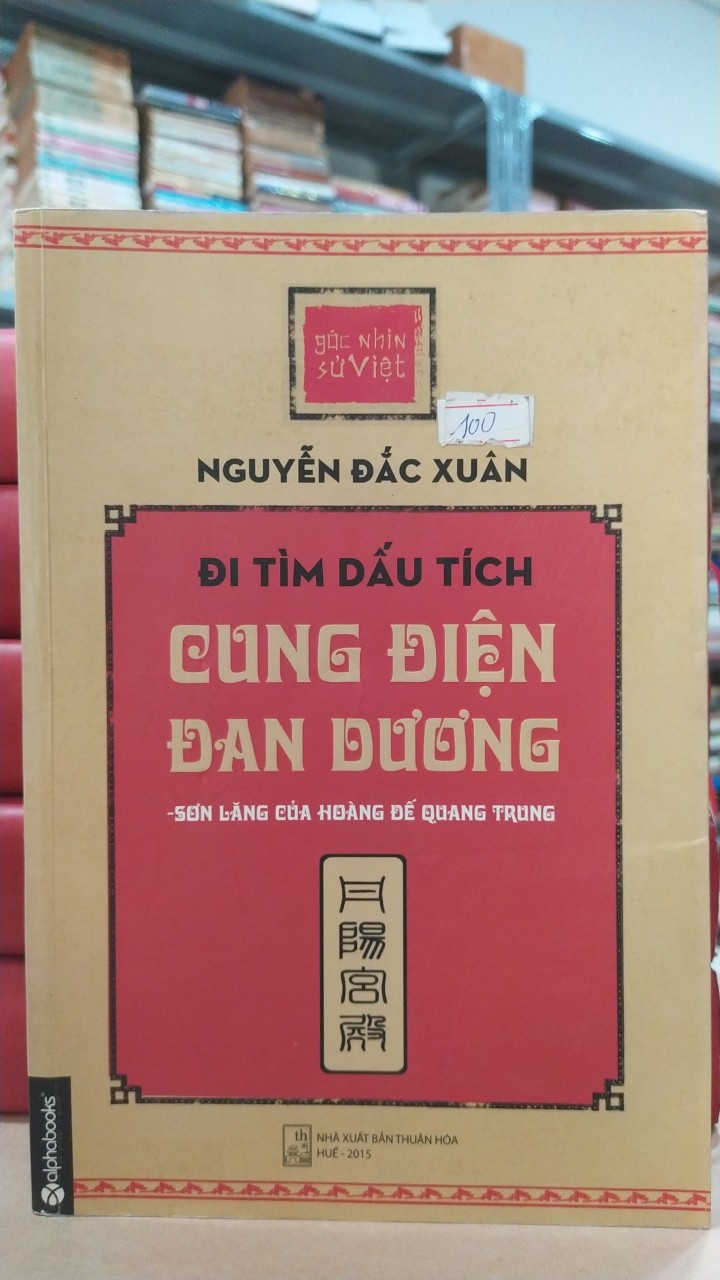 góc nhìn
sử Việt
100
NGUYỄN ĐẮC XUÂN
ĐI TÌM DẤU TÍCH
CUNG ĐIỆN
ĐAN DƯƠNG
-SƠN LĂNG CỦA HOÀNG ĐẾ QUANG TRUNG
丹
陽
宮
殿
th
NHÀ XUẤT BẢN THUẬN HÓA
HUẾ - 2015
alphabooks